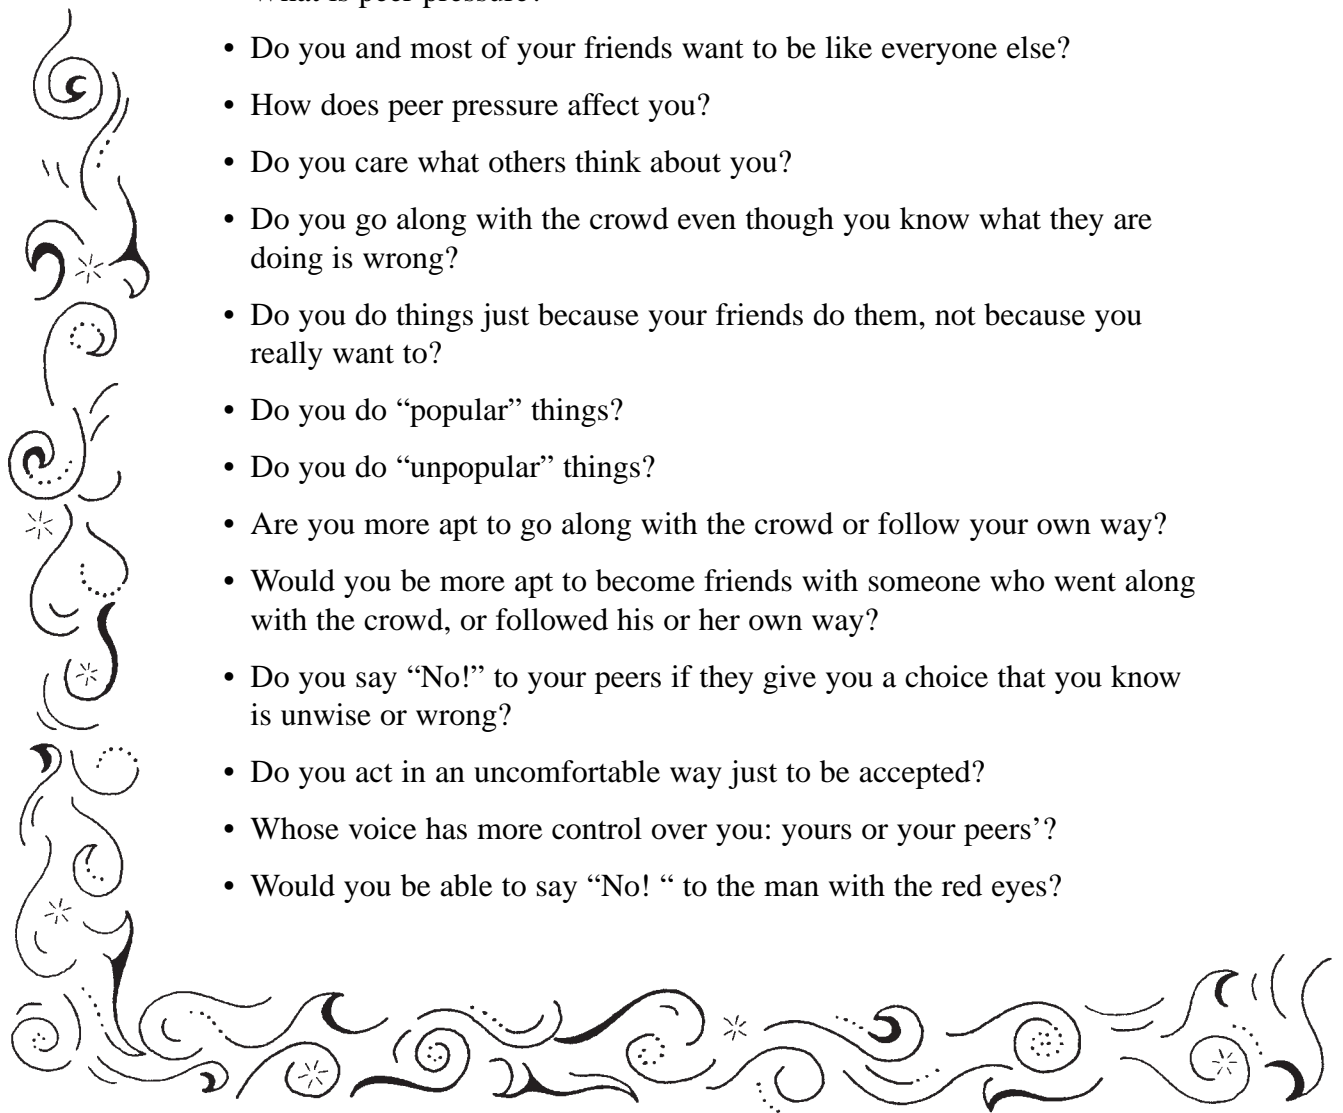 What is peer pressure?
• Do you and most of your friends want to be like everyone else?
• How does peer pressure affect you?
• Do you care what others think about you?
• Do you go along with the crowd even though you know what they are
doing is wrong?
• Do you do things just because your friends do them, not because you
really want to?
• Do you do “popular” things?
• Do you do “unpopular” things?
• Are you more apt to go along with the crowd or follow your own way?
• Would you be more apt to become friends with someone who went along
with the crowd, or followed his or her own way?
• Do you say “No!” to your peers if they give you a choice that you know
is unwise or wrong?
• Do you act in an uncomfortable way just to be accepted?
• Whose voice has more control over you: yours or your peers’?
• Would you be able to say “No! “ to the man with the red eyes?